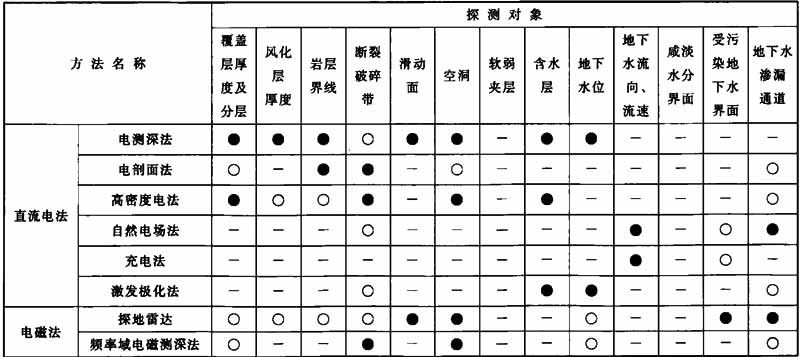 探测对象
方法名称
覆盖
层厚
度及
分层
风化
层
厚度
岩层
界线
断裂
破碎
带
滑动
面
空洞
软弱
夹层
含水
层
地下
水位
地下
水流
向、
流速
咸淡
水分
界面
受污
染地
下水
界面
地下水
渗漏
通道
直流电法
电测深法 ● ● ● ○ ● ● — ● ● — — — —
电剖面法 ○ — ● ● — ○ — — — — — — ○
高密度电法 ● ○ ○ ● — ● — ● — — — — ○
自然电场法 — — — ○ — — — — — ● — ○ ●
充电法 — — — — — — — — — ● — ○ —
激发极化法 — — — ○ — — — ● ● — — — ○
电磁法
探地雷达 ○ ○ ○ ○ ● ● — — ○ — — ● ●
频率域电磁测深法 ○ — — ● — ● — — ○ — — — ○